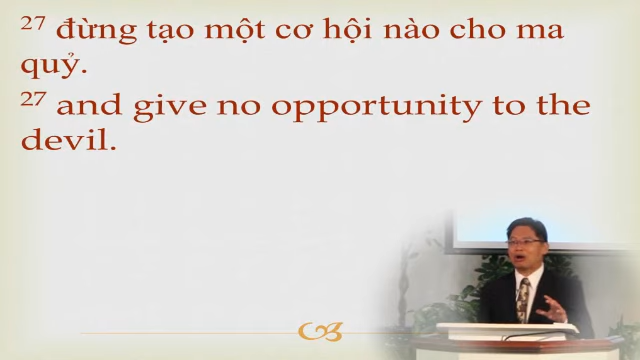 27 đừng tạo một cơ hội nào cho ma
quỷ.
27 and give no opportunity to the
devil.